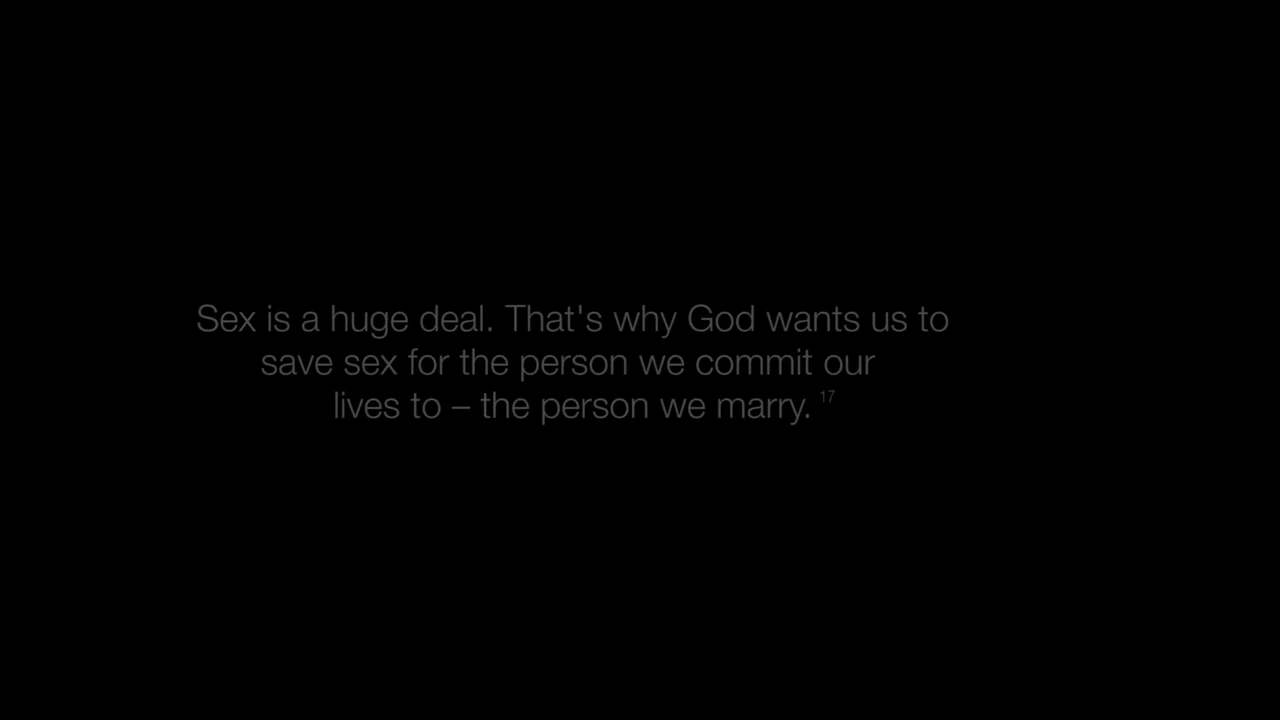 Sex is a huge deal. That's why God wants us to
save sex for the person we commit our
lives to – the person we marry. 17